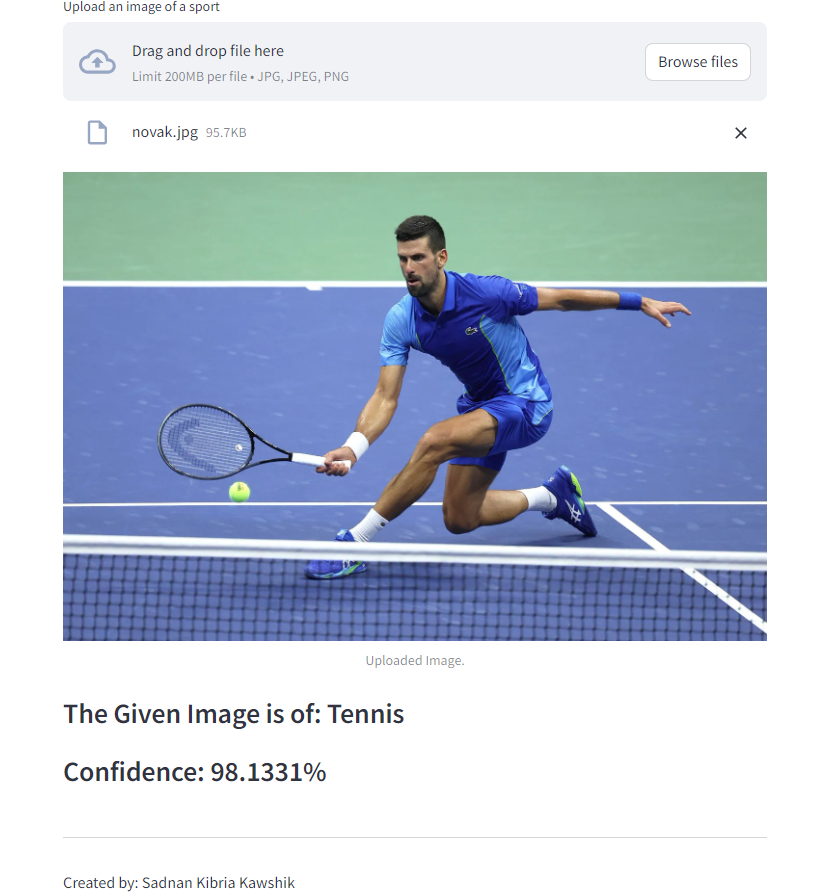 Upload an image of a sport
Drag and drop file here
Limit 200MB per file • JPG, JPEG, PNG
Browse files
novak.jpg 95.7KB
Uploaded Image.
The Given Image is of: Tennis
Confidence: 98.1331%
Created by: Sadnan Kibria Kawshik